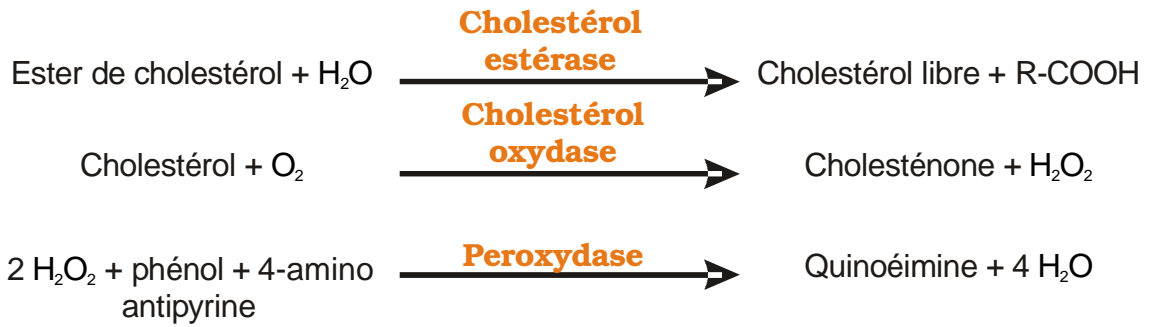 Cholestérol
estérase
Ester de cholestérol + H₂O
Cholestérol libre + R-COOH
Cholestérol
oxydase
Cholestérol + O₂
Cholesténone + H₂O₂
Peroxydase
2 H₂O₂ + phénol + 4-amino
antipyrine
Quinoéimine + 4 H₂O